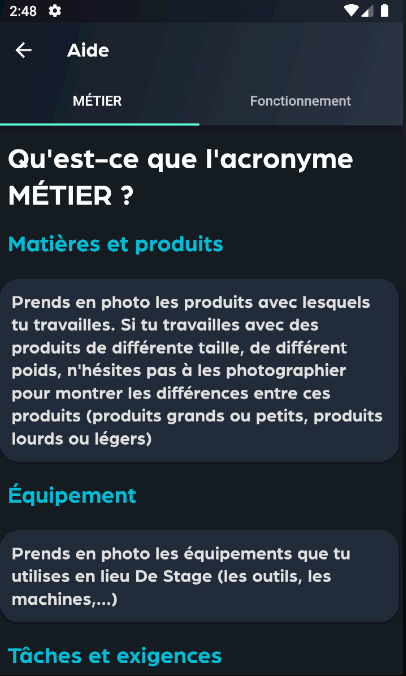 2:48
Aide
MÉTIER
Fonctionnement
Qu'est-ce que l'acronyme
MÉTIER ?
Matières et produits
Prends en photo les produits avec lesquels
tu travailles. Si tu travailles avec des
produits de différente taille, de différent
poids, n'hésites pas à les photographier
pour montrer les différences entre ces
produits (produits grands ou petits, produits
lourds ou légers)
Équipement
Prends en photo les équipements que tu
utilises en lieu De Stage (les outils, les
machines,...)
Tâches et exigences